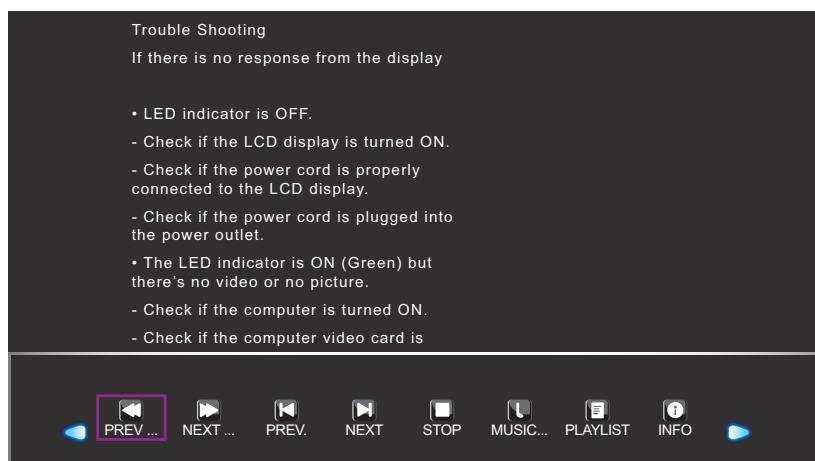 Trouble Shooting
If there is no response from the display
• LED indicator is OFF.
- Check if the LCD display is turned ON.
- Check if the power cord is properly
connected to the LCD display.
- Check if the power cord is plugged into
the power outlet.
• The LED indicator is ON (Green) but
there's no video or no picture.
- Check if the computer is turned ON.
- Check if the computer video card is
PREV ... NEXT ... PREV. NEXT STOP MUSIC... PLAYLIST INFO